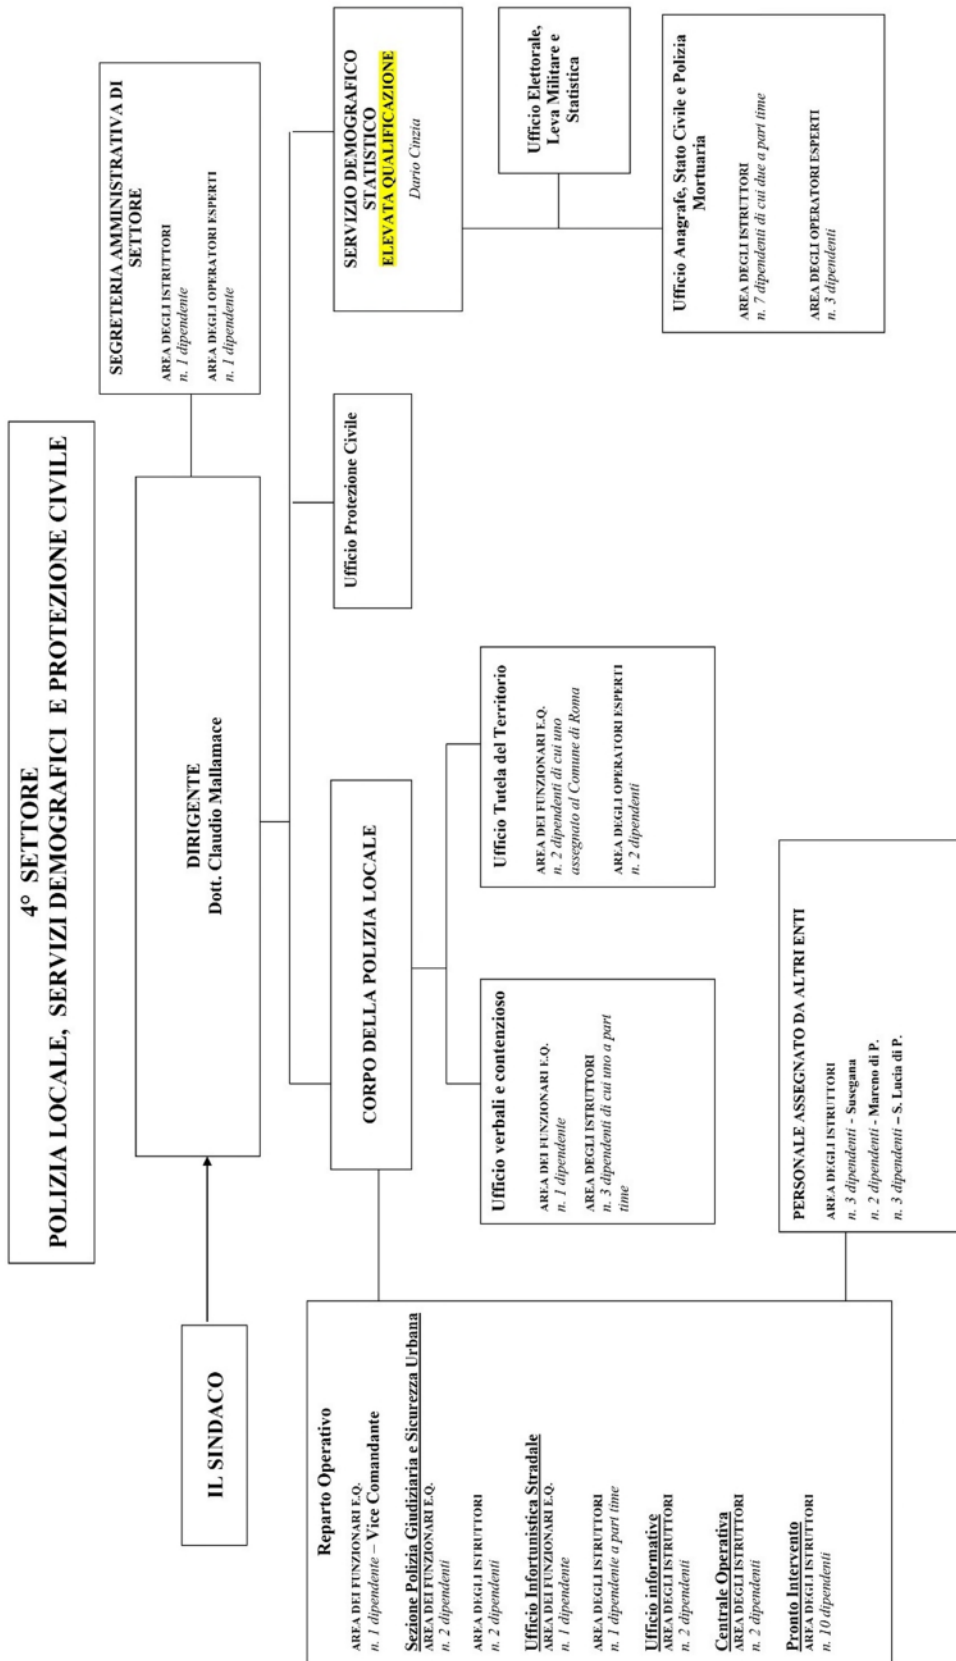 4° SETTORE
POLIZIA LOCALE, SERVIZI DEMOGRAFICI E PROTEZIONE CIVILE
IL SINDACO
DIRIGENTE
Dott. Claudio Mallamace
SEGRETERIA AMMINISTRATIVA DI
SETTORE
AREA DEGLI ISTRUTTORI
n. 1 dipendente
AREA DEGLI OPERATORI ESPERTI
n. 1 dipendente
Reparto Operativo
AREA DEI FUNZIONARI E.Q.
n. 1 dipendente – Vice Comandante
Sezione Polizia Giudiziaria e Sicurezza Urbana
AREA DEI FUNZIONARI E.Q.
n. 2 dipendenti
AREA DEGLI ISTRUTTORI
n. 2 dipendenti
Ufficio Infortunistica Stradale
AREA DEI FUNZIONARI E.Q.
n. 1 dipendente
AREA DEGLI ISTRUTTORI
n. 1 dipendente a part time
Ufficio informative
AREA DEGLI ISTRUTTORI
n. 2 dipendenti
Centrale Operativa
AREA DEGLI ISTRUTTORI
n. 2 dipendenti
Pronto Intervento
AREA DEGLI ISTRUTTORI
n. 10 dipendenti
CORPO DELLA POLIZIA LOCALE
Ufficio verbali e contenzioso
AREA DEI FUNZIONARI E.Q.
n. 1 dipendente
AREA DEGLI ISTRUTTORI
n. 3 dipendenti di cui uno a part
time
Ufficio Tutela del Territorio
AREA DEI FUNZIONARI E.Q.
n. 2 dipendenti di cui uno
assegnato al Comune di Roma
AREA DEGLI OPERATORI ESPERTI
n. 2 dipendenti
PERSONALE ASSEGNATO DA ALTRI ENTI
AREA DEGLI ISTRUTTORI
n. 3 dipendenti - Susegana
n. 2 dipendenti - Mareno di P.
n. 3 dipendenti – S. Lucia di P.
Ufficio Protezione Civile
SERVIZIO DEMOGRAFICO
STATISTICO
ELEVATA QUALIFICAZIONE
Dario Cinzia
Ufficio Elettorale,
Leva Militare e
Statistica
Ufficio Anagrafe, Stato Civile e Polizia
Mortuaria
AREA DEGLI ISTRUTTORI
n. 7 dipendenti di cui due a part time
AREA DEGLI OPERATORI ESPERTI
n. 3 dipendenti